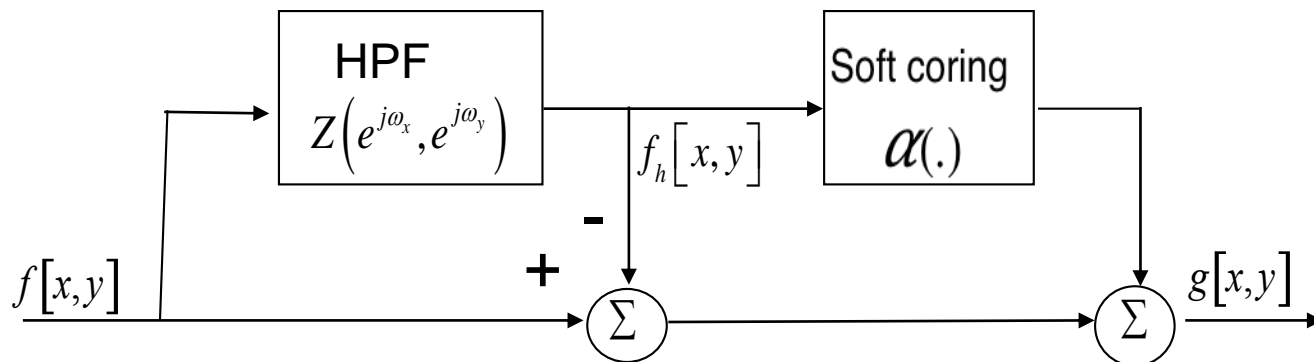 HPF
Z(e^{jω_x}, e^{jω_y})
Soft coring
α(.)
f_h[x, y]
-
+
f[x, y]
Σ
Σ
g[x, y]